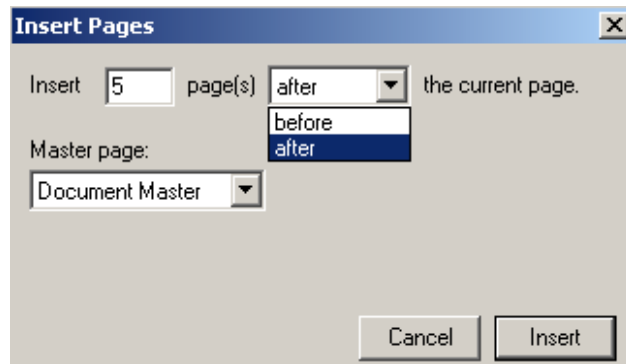 Insert Pages
Insert 5 page(s) after the current page.
before
after
Master page:
Document Master
Cancel Insert